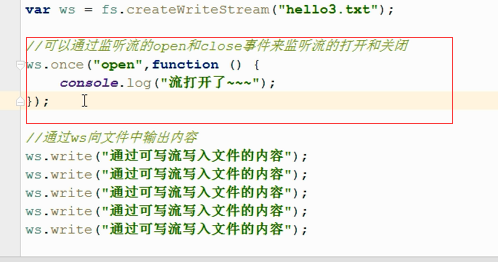 var ws = fs.createWriteStream("hello3.txt");
//可以通过监听流的open和close事件来监听流的打开和关闭
ws.once("open",function () {
    console.log("流打开了~~~");
});
//通过ws向文件中输出内容
ws.write("通过可写流写入文件的内容");
ws.write("通过可写流写入文件的内容");
ws.write("通过可写流写入文件的内容");
ws.write("通过可写流写入文件的内容");
ws.write("通过可写流写入文件的内容");